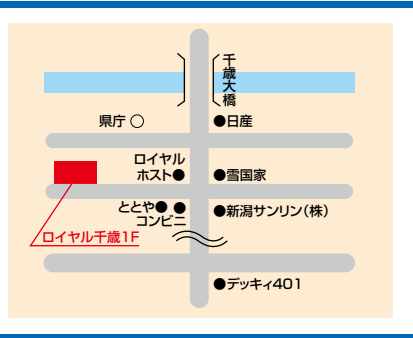 千歳大橋
県庁○
●日産
ロイヤル
ホスト●
●雪国家
ととや● ●
コンビニ
●新潟サンリン(株)
ロイヤル千歳1F
●デッキィ401